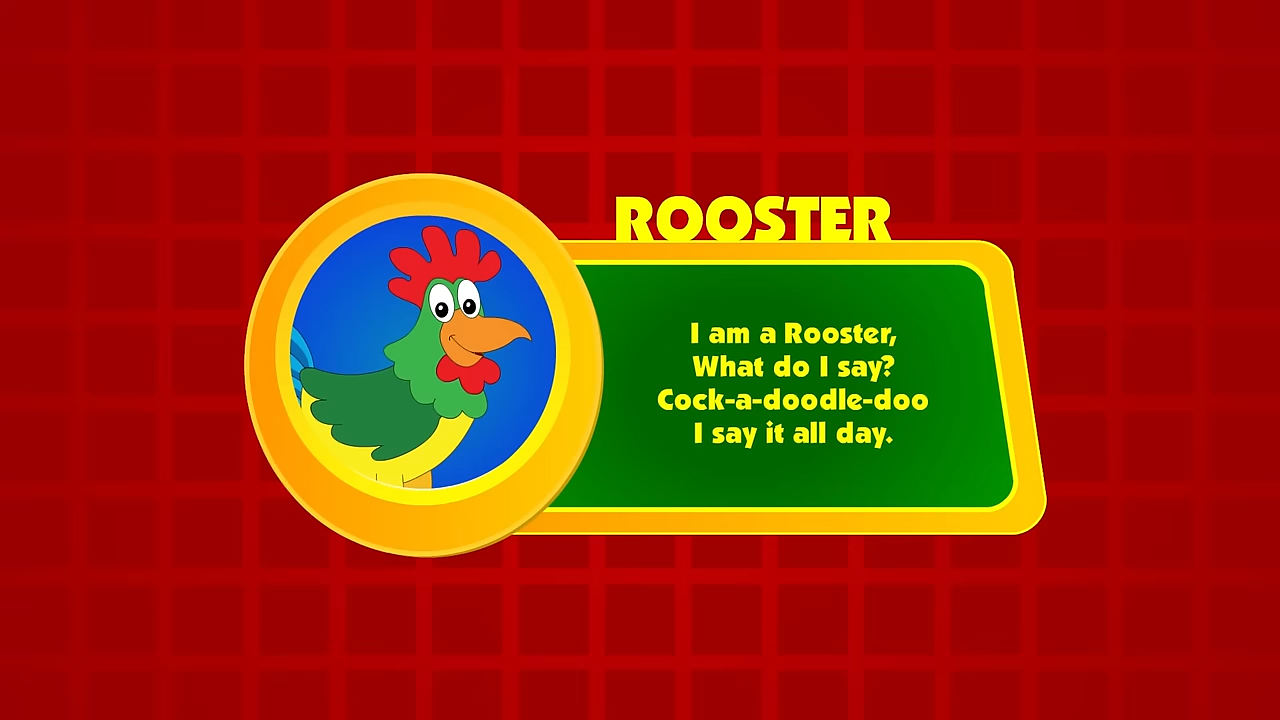 ROOSTER
I am a Rooster,
What do I say?
Cock-a-doodle-doo
I say it all day.